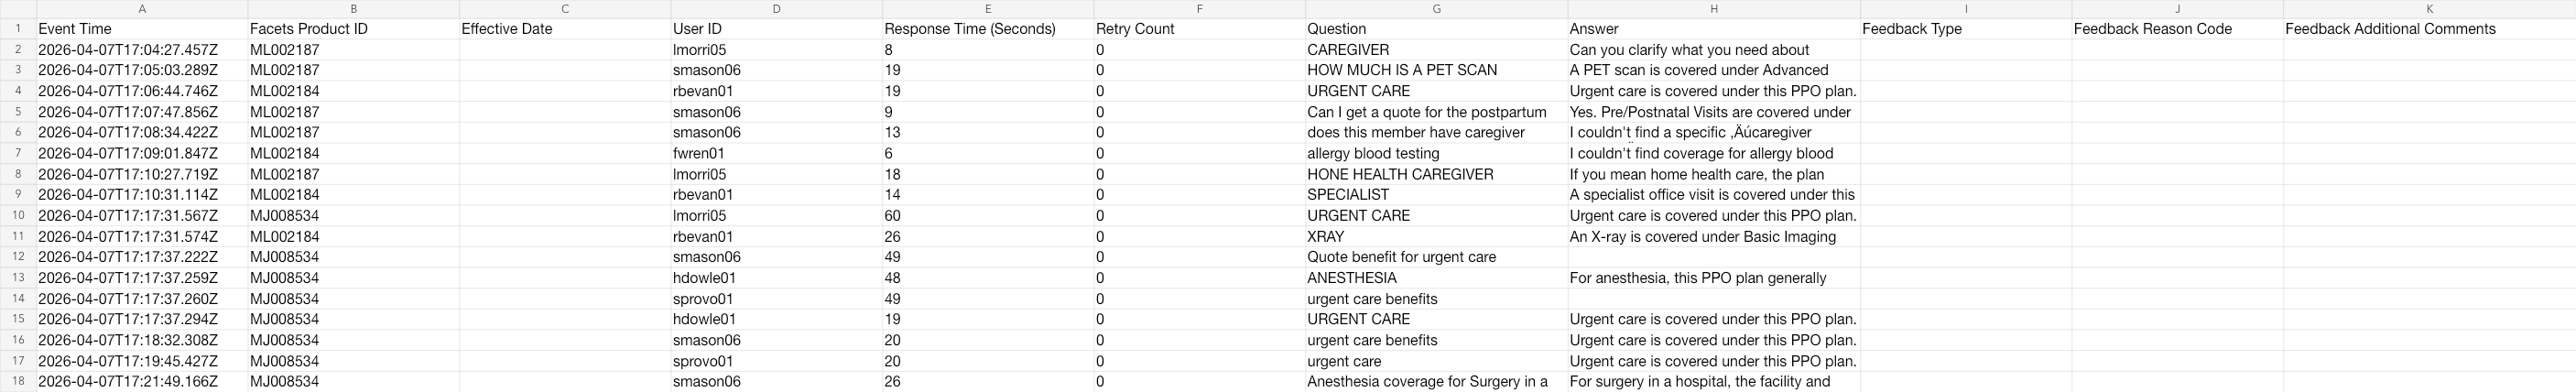 A B C D E F G H I J K
1 Event Time Facets Product ID Effective Date User ID Response Time (Seconds) Retry Count Question Answer Feedback Type Feedback Reason Code Feedback Additional Comments
2 2026-04-07T17:04:27.457Z ML002187 lmorri05 8 0 CAREGIVER Can you clarify what you need about
3 2026-04-07T17:05:03.289Z ML002187 smason06 19 0 HOW MUCH IS A PET SCAN A PET scan is covered under Advanced
4 2026-04-07T17:06:44.746Z ML002184 rbevan01 19 0 URGENT CARE Urgent care is covered under this PPO plan.
5 2026-04-07T17:07:47.856Z ML002187 smason06 9 0 Can I get a quote for the postpartum Yes. Pre/Postnatal Visits are covered under
6 2026-04-07T17:08:34.422Z ML002187 smason06 13 0 does this member have caregiver I couldn't find a specific ‚Äúcaregiver
7 2026-04-07T17:09:01.847Z ML002184 fwren01 6 0 allergy blood testing I couldn't find coverage for allergy blood
8 2026-04-07T17:10:27.719Z ML002187 lmorri05 18 0 HONE HEALTH CAREGIVER If you mean home health care, the plan
9 2026-04-07T17:10:31.114Z ML002184 rbevan01 14 0 SPECIALIST A specialist office visit is covered under this
10 2026-04-07T17:17:31.567Z MJ008534 lmorri05 60 0 URGENT CARE Urgent care is covered under this PPO plan.
11 2026-04-07T17:17:31.574Z ML002184 rbevan01 26 0 XRAY An X-ray is covered under Basic Imaging
12 2026-04-07T17:17:37.222Z MJ008534 smason06 49 0 Quote benefit for urgent care
13 2026-04-07T17:17:37.259Z MJ008534 hdowle01 48 0 ANESTHESIA For anesthesia, this PPO plan generally
14 2026-04-07T17:17:37.260Z MJ008534 sprovo01 49 0 urgent care benefits
15 2026-04-07T17:17:37.294Z MJ008534 hdowle01 19 0 URGENT CARE Urgent care is covered under this PPO plan.
16 2026-04-07T17:18:32.308Z MJ008534 smason06 20 0 urgent care benefits Urgent care is covered under this PPO plan.
17 2026-04-07T17:19:45.427Z MJ008534 sprovo01 20 0 urgent care Urgent care is covered under this PPO plan.
18 2026-04-07T17:21:49.166Z MJ008534 smason06 26 0 Anesthesia coverage for Surgery in a For surgery in a hospital, the facility and